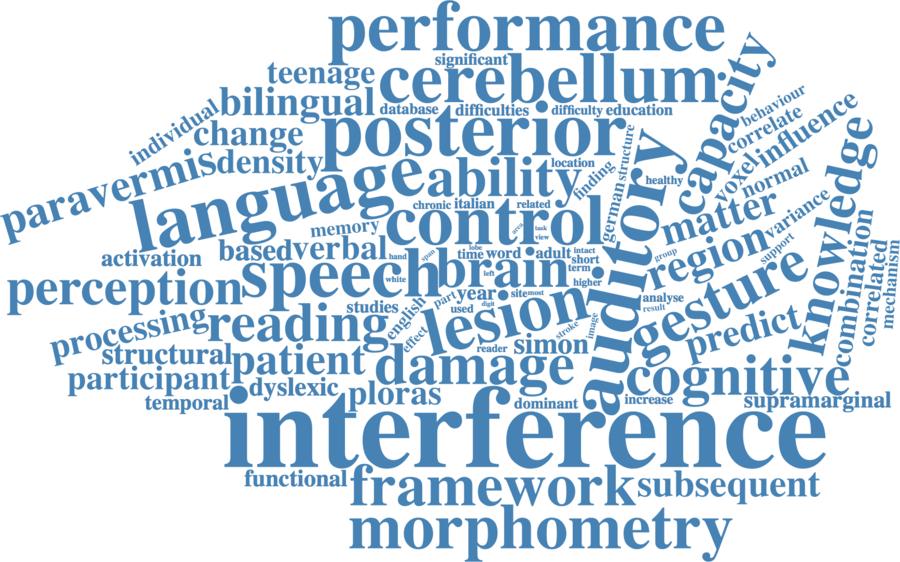 performance
significant
teenage
cerebellum
capacity
bilingual
database
difficulties
difficulty
education
behaviour
individual
change
posterior
structure
correlate
influence
paravermis
density
language
ability
location
finding
healthy
voxel
normal
knowledge
chronic
italian
related
german
auditory
matter
variance
memory
control
area
task
view
activation
based
verbal
hand
span
lobe
time
word
adult
intact
short
group
region
support
combination
correlated
mechanism
perception
speech
white
brain
left
term
higher
gesture
studies
english
part
year
site
most
analyse
result
processing
reading
effect
used
digit
lesion
stroke
image
predict
structural
patient
reader
simon
participant
dyslexic
ploras
damage
cognitive
temporal
dominant
increase
supramarginal
interference
functional
framework
subsequent
morphometry